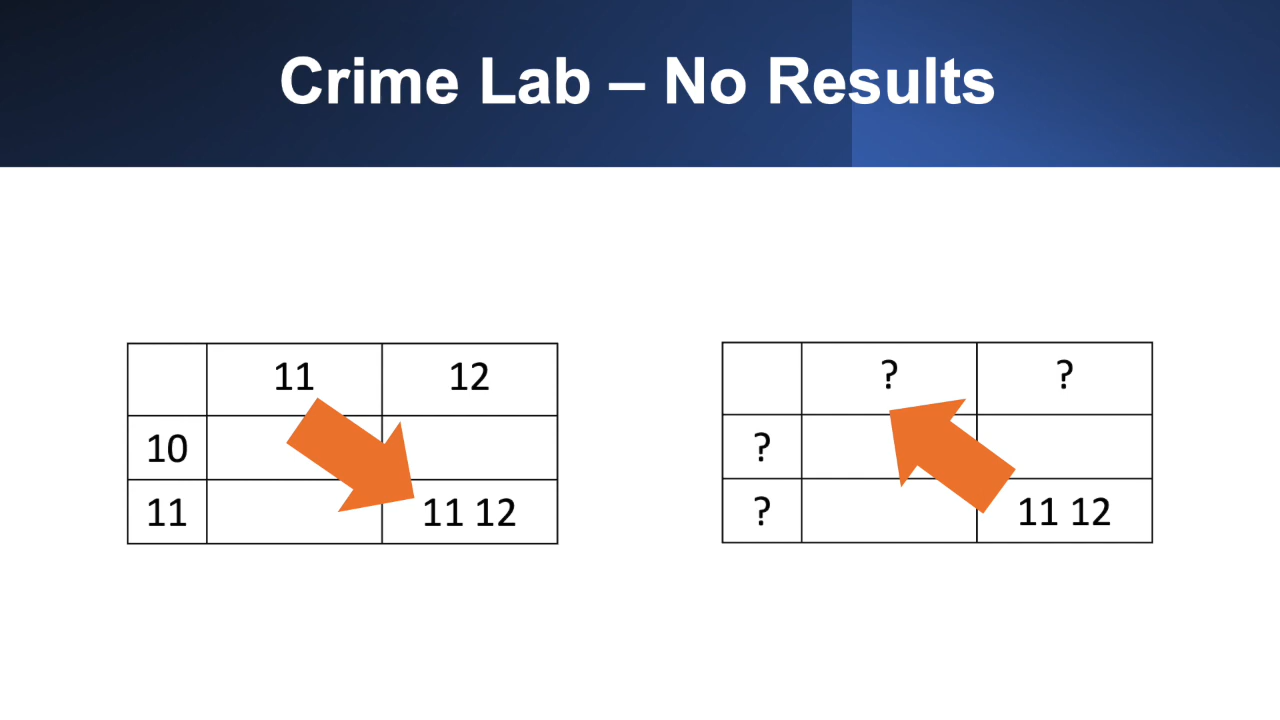 Crime Lab – No Results
11 12
10
11 11 12
? ?
?
? 11 12